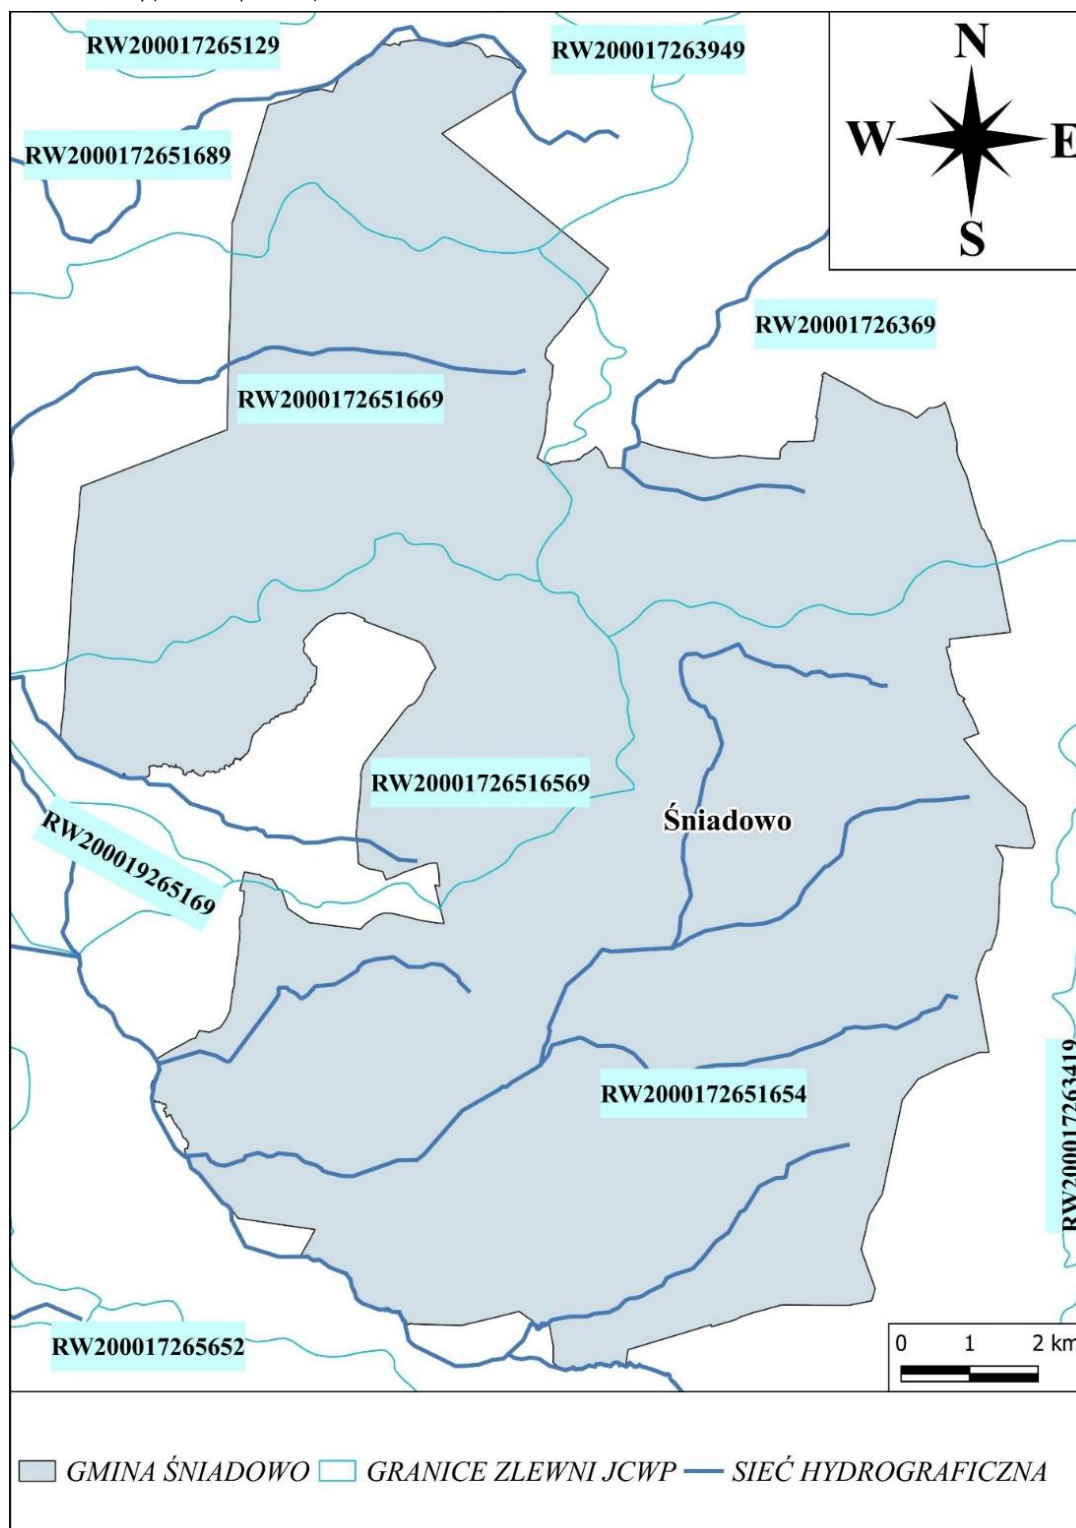 RW200017265129
RW200017263949
N
W
E
S
RW2000172651689
RW20001726369
RW2000172651669
RW20001726516569
Śniadowo
RW200019265169
RW2000172651654
RW200017263419
RW200017265652
0 1 2 km
GMINA ŚNIADOWO GRANICE ZLEWNI JCWP SIEĆ HYDROGRAFICZNA